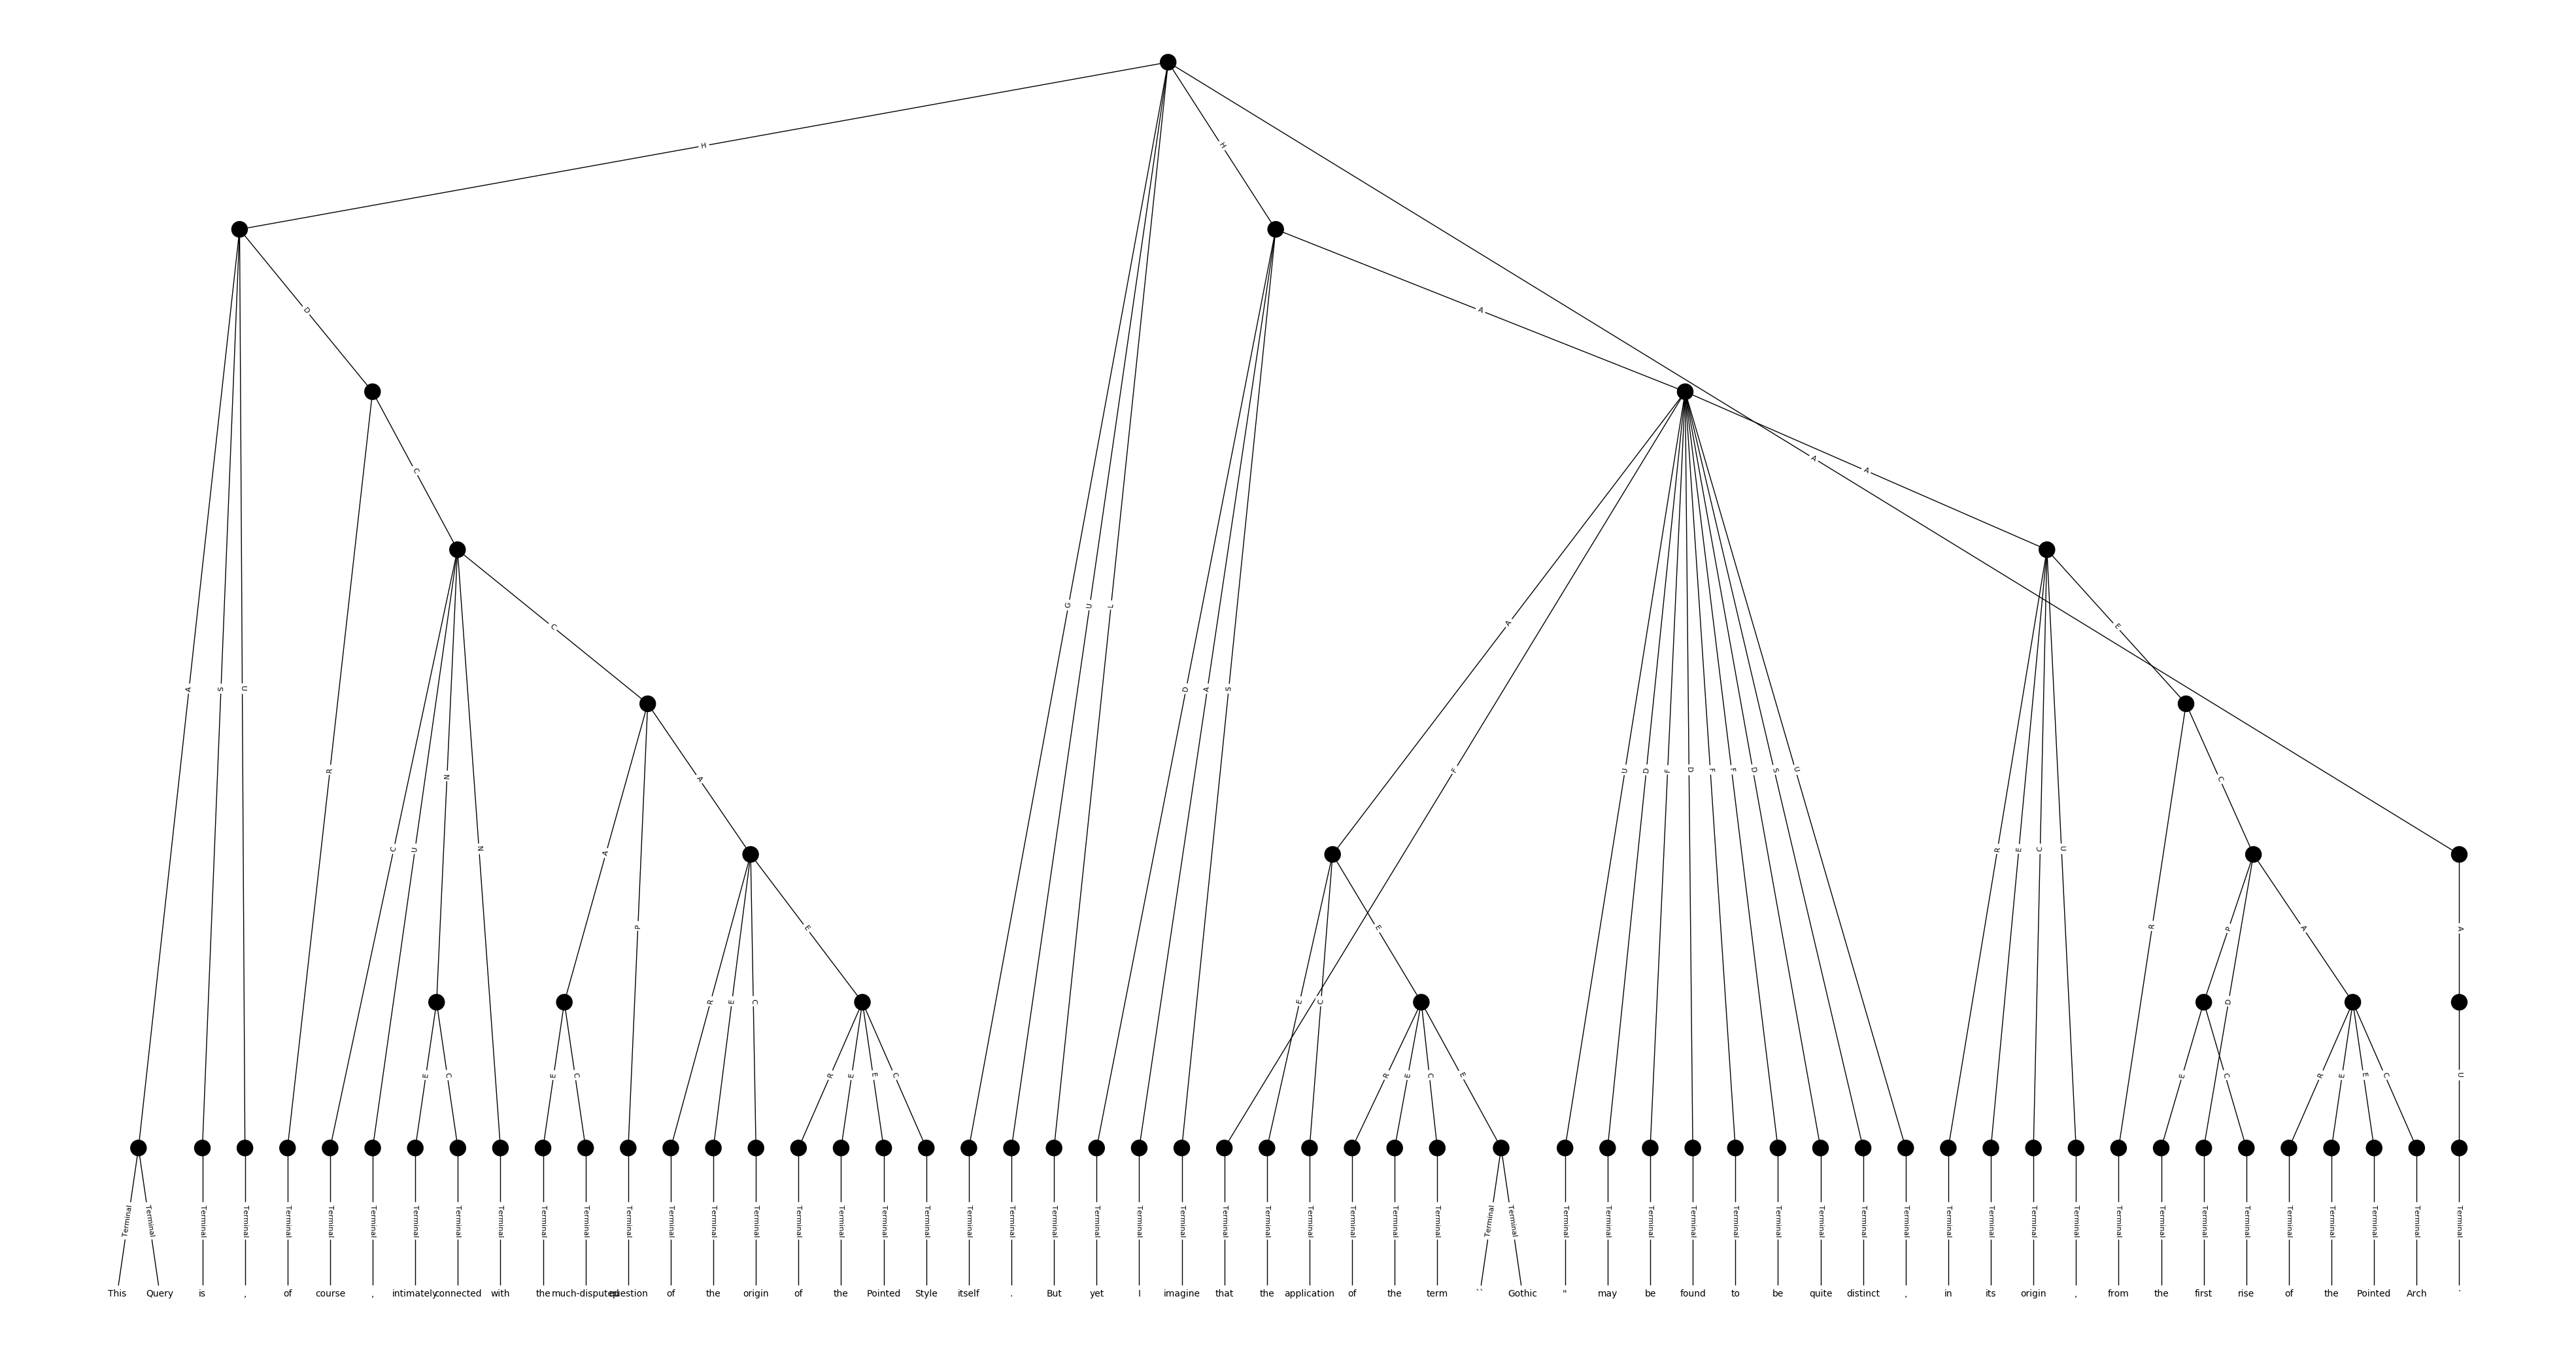 H
H
D
A
C
A
A
G U L
C
A
E
A S U
D A S
R
N
F
U D F D F F D S U
A
C
C U
N
A
R E C U
P
E
E
R
P
A
A
R E C
E C
D
E C
E C
R E E C
R E C E
E C
R E E C
U
Terminal Terminal Terminal Terminal Terminal Terminal Terminal Terminal Terminal Terminal Terminal Terminal Terminal Terminal Terminal Terminal Terminal Terminal Terminal Terminal Terminal Terminal Terminal Terminal Terminal Terminal Terminal Terminal Terminal Terminal Terminal Terminal Terminal Terminal Terminal Terminal Terminal Terminal Terminal Terminal Terminal Terminal Terminal Terminal Terminal Terminal Terminal Terminal Terminal Terminal Terminal Terminal Terminal Terminal Terminal Terminal
This Query is , of course , intimately connected with the much-disputed question of the origin of the Pointed Style itself . But yet I imagine that the application of the term `` Gothic " may be found to be quite distinct , in its origin , from the first rise of the Pointed Arch